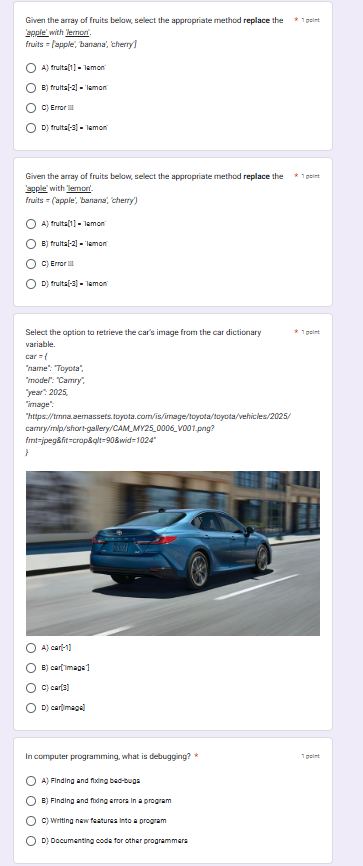 Given the array of fruits below, select the appropriate method replace the * 1 point
'apple' with 'lemon'.
fruits = ['apple', 'banana', 'cherry']
A) fruits[1] = 'lemon'
B) fruits[-2] = 'lemon'
C) Error !!!
D) fruits[-3] = 'lemon'
Given the array of fruits below, select the appropriate method replace the * 1 point
'apple' with 'lemon'.
fruits = ('apple', 'banana', 'cherry')
A) fruits[1] = 'lemon'
B) fruits[-2] = 'lemon'
C) Error !!!
D) fruits[-3] = 'lemon'
Select the option to retrieve the car's image from the car dictionary * 1 point
variable.
car = {
"name": "Toyota",
"model": "Camry",
"year": 2025,
"image":
"https://tmna.aemassets.toyota.com/is/image/toyota/toyota/vehicles/2025/
camry/mlp/short-gallery/CAM_MY25_0006_V001.png?
fmt=jpeg&fit=crop&qlt=90&wid=1024"
}
A) car[-1]
B) car['image']
C) car[3]
D) car[image]
In computer programming, what is debugging? * 1 point
A) Finding and fixing bed-bugs
B) Finding and fixing errors in a program
C) Writing new features into a program
D) Documenting code for other programmers